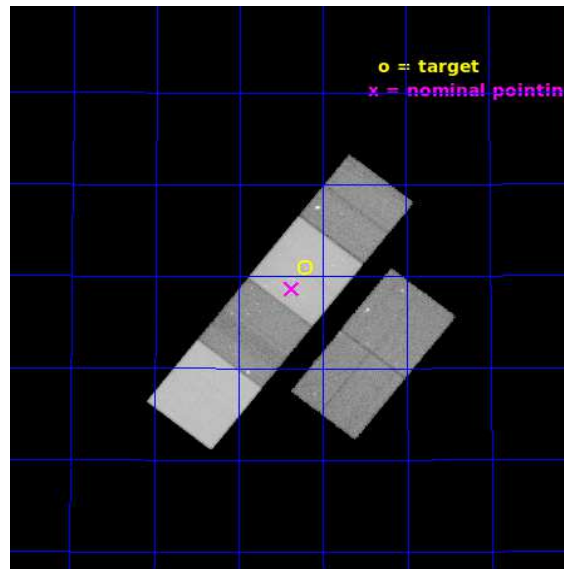 o = target
x = nominal pointin